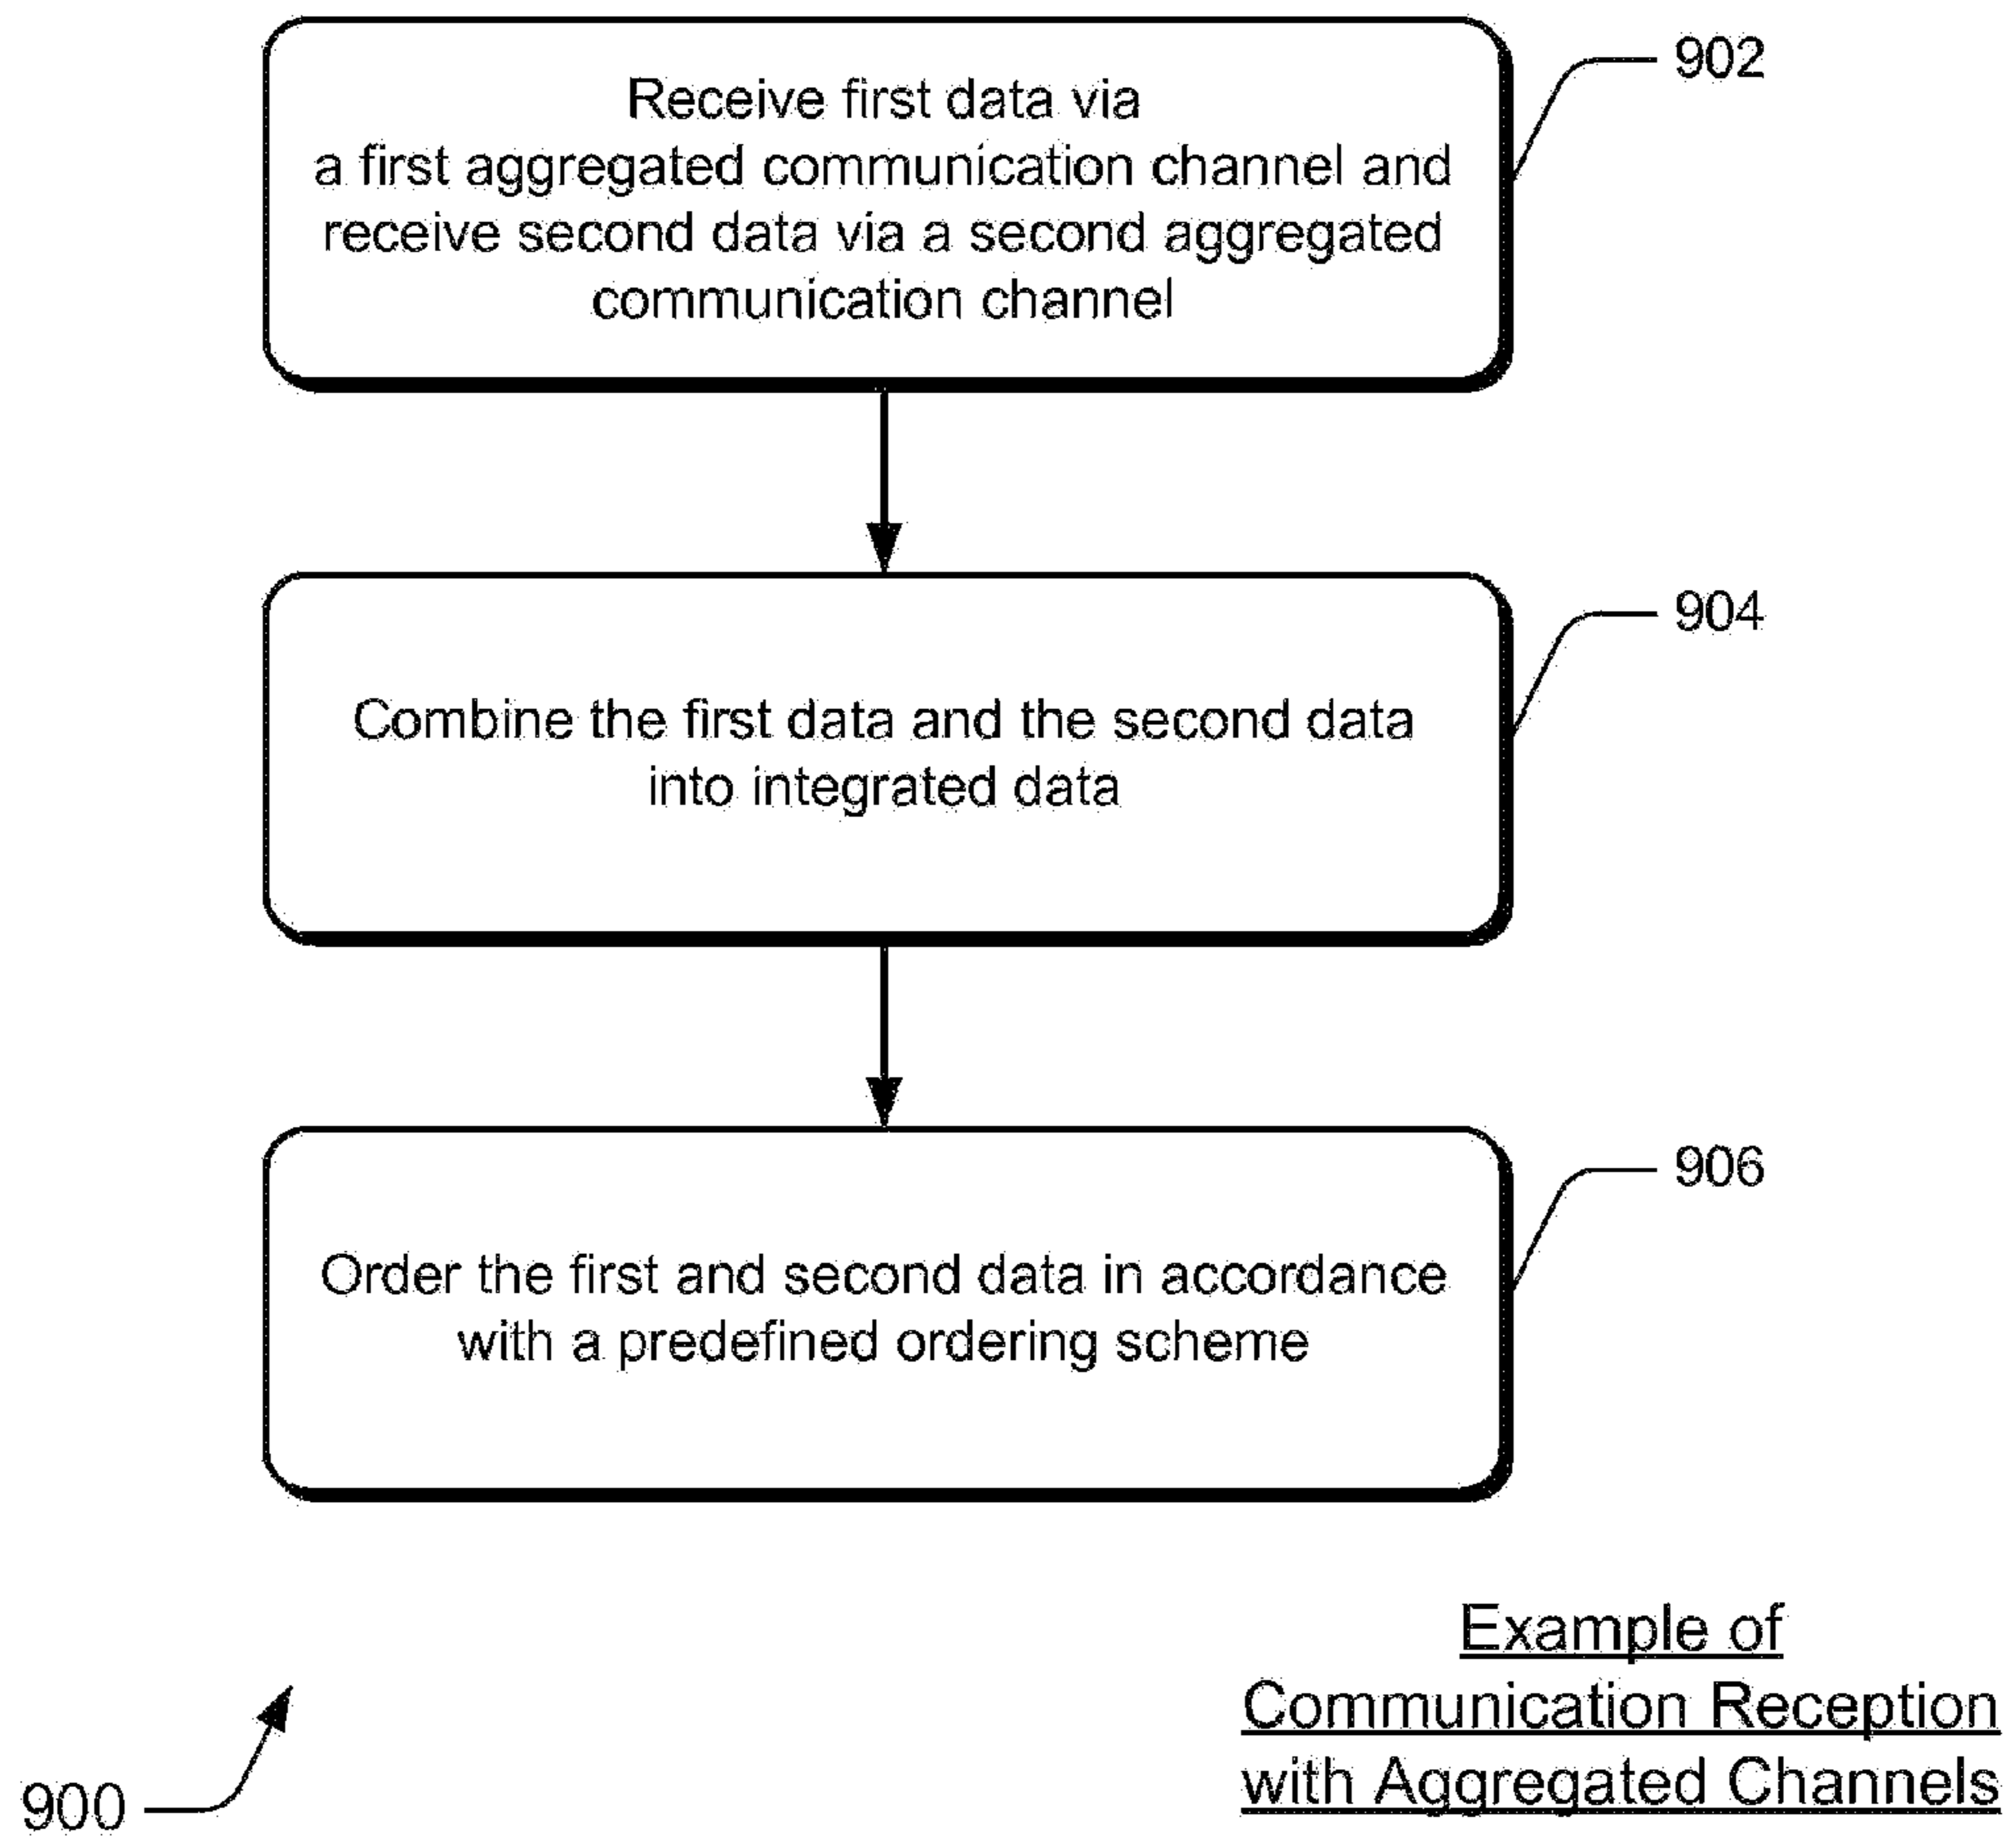 Receive first data via
a first aggregated communication channel and
receive second data via a second aggregated
communication channel
902
Combine the first data and the second data
into integrated data
904
Order the first and second data in accordance
with a predefined ordering scheme
906
Example of
Communication Reception
with Aggregated Channels
900